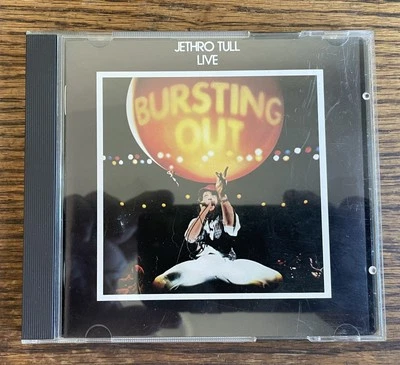 JETHRO TULL
LIVE
BURSTING
OUT